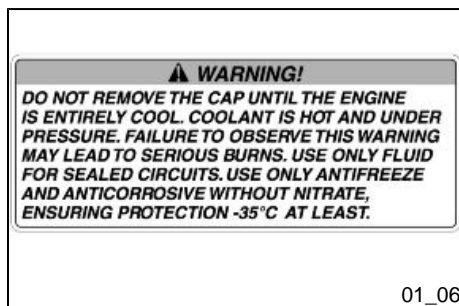 WARNING!
DO NOT REMOVE THE CAP UNTIL THE ENGINE
IS ENTIRELY COOL. COOLANT IS HOT AND UNDER
PRESSURE. FAILURE TO OBSERVE THIS WARNING
MAY LEAD TO SERIOUS BURNS. USE ONLY FLUID
FOR SEALED CIRCUITS. USE ONLY ANTIFREEZE
AND ANTICORROSIVE WITHOUT NITRATE,
ENSURING PROTECTION -35°C AT LEAST.
01_06